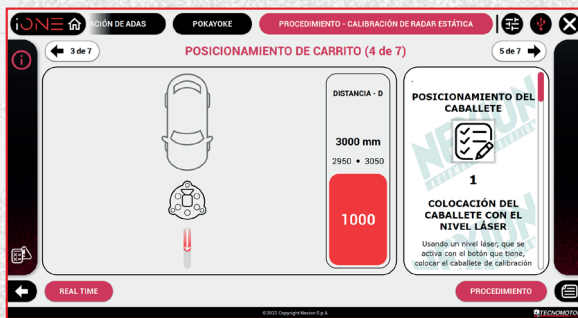 iONE
ACIÓN DE ADAS
POKAYOKE
PROCEDIMIENTO - CALIBRACIÓN DE RADAR ESTÁTICA
3 de 7
POSICIONAMIENTO DE CARRITO (4 de 7)
5 de 7
DISTANCIA - D
3000 mm
2950 • 3050
1000
POSICIONAMIENTO DEL
CABALLETE
1
COLOCACIÓN DEL
CABALLETE CON EL
NIVEL LÁSER
Usando un nivel láser, que se
activa con el botón que tiene,
colocar el caballete de calibración
NEXION
REAL TIME
PROCEDIMIENTO
©2022 Copyright Nexion S.p.A.
TECNOMOTOR